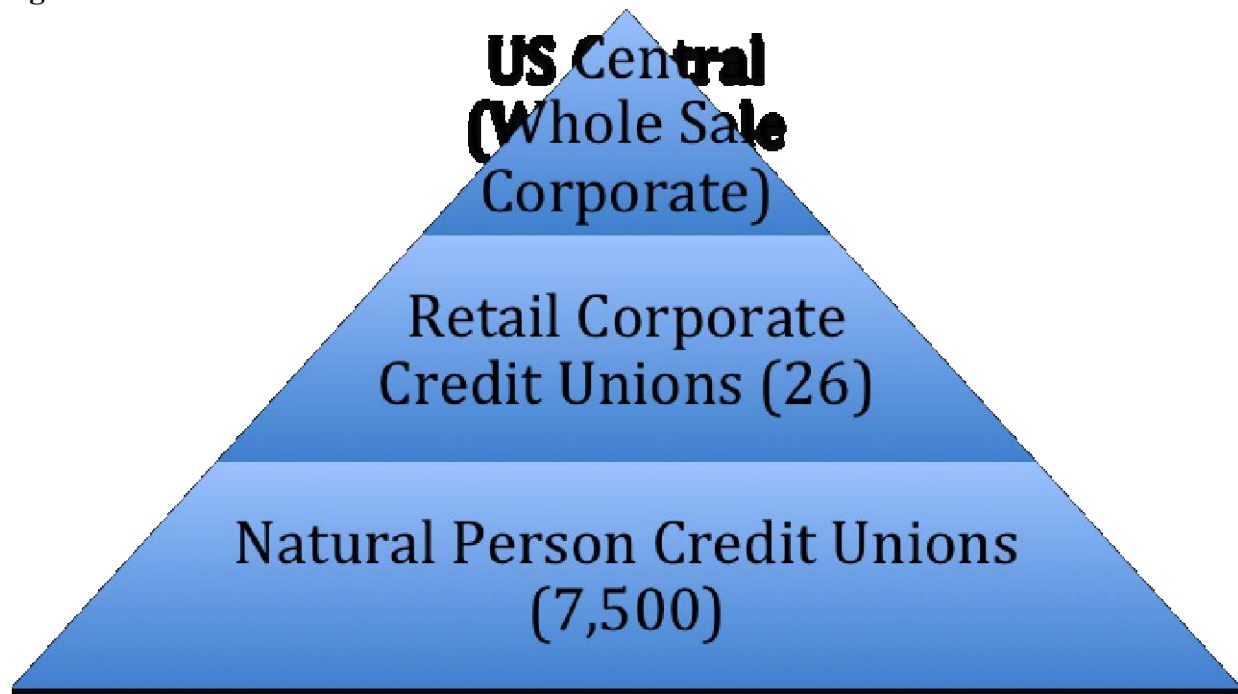 US Central
(Whole Sale
Corporate)
Retail Corporate
Credit Unions (26)
Natural Person Credit Unions
(7,500)